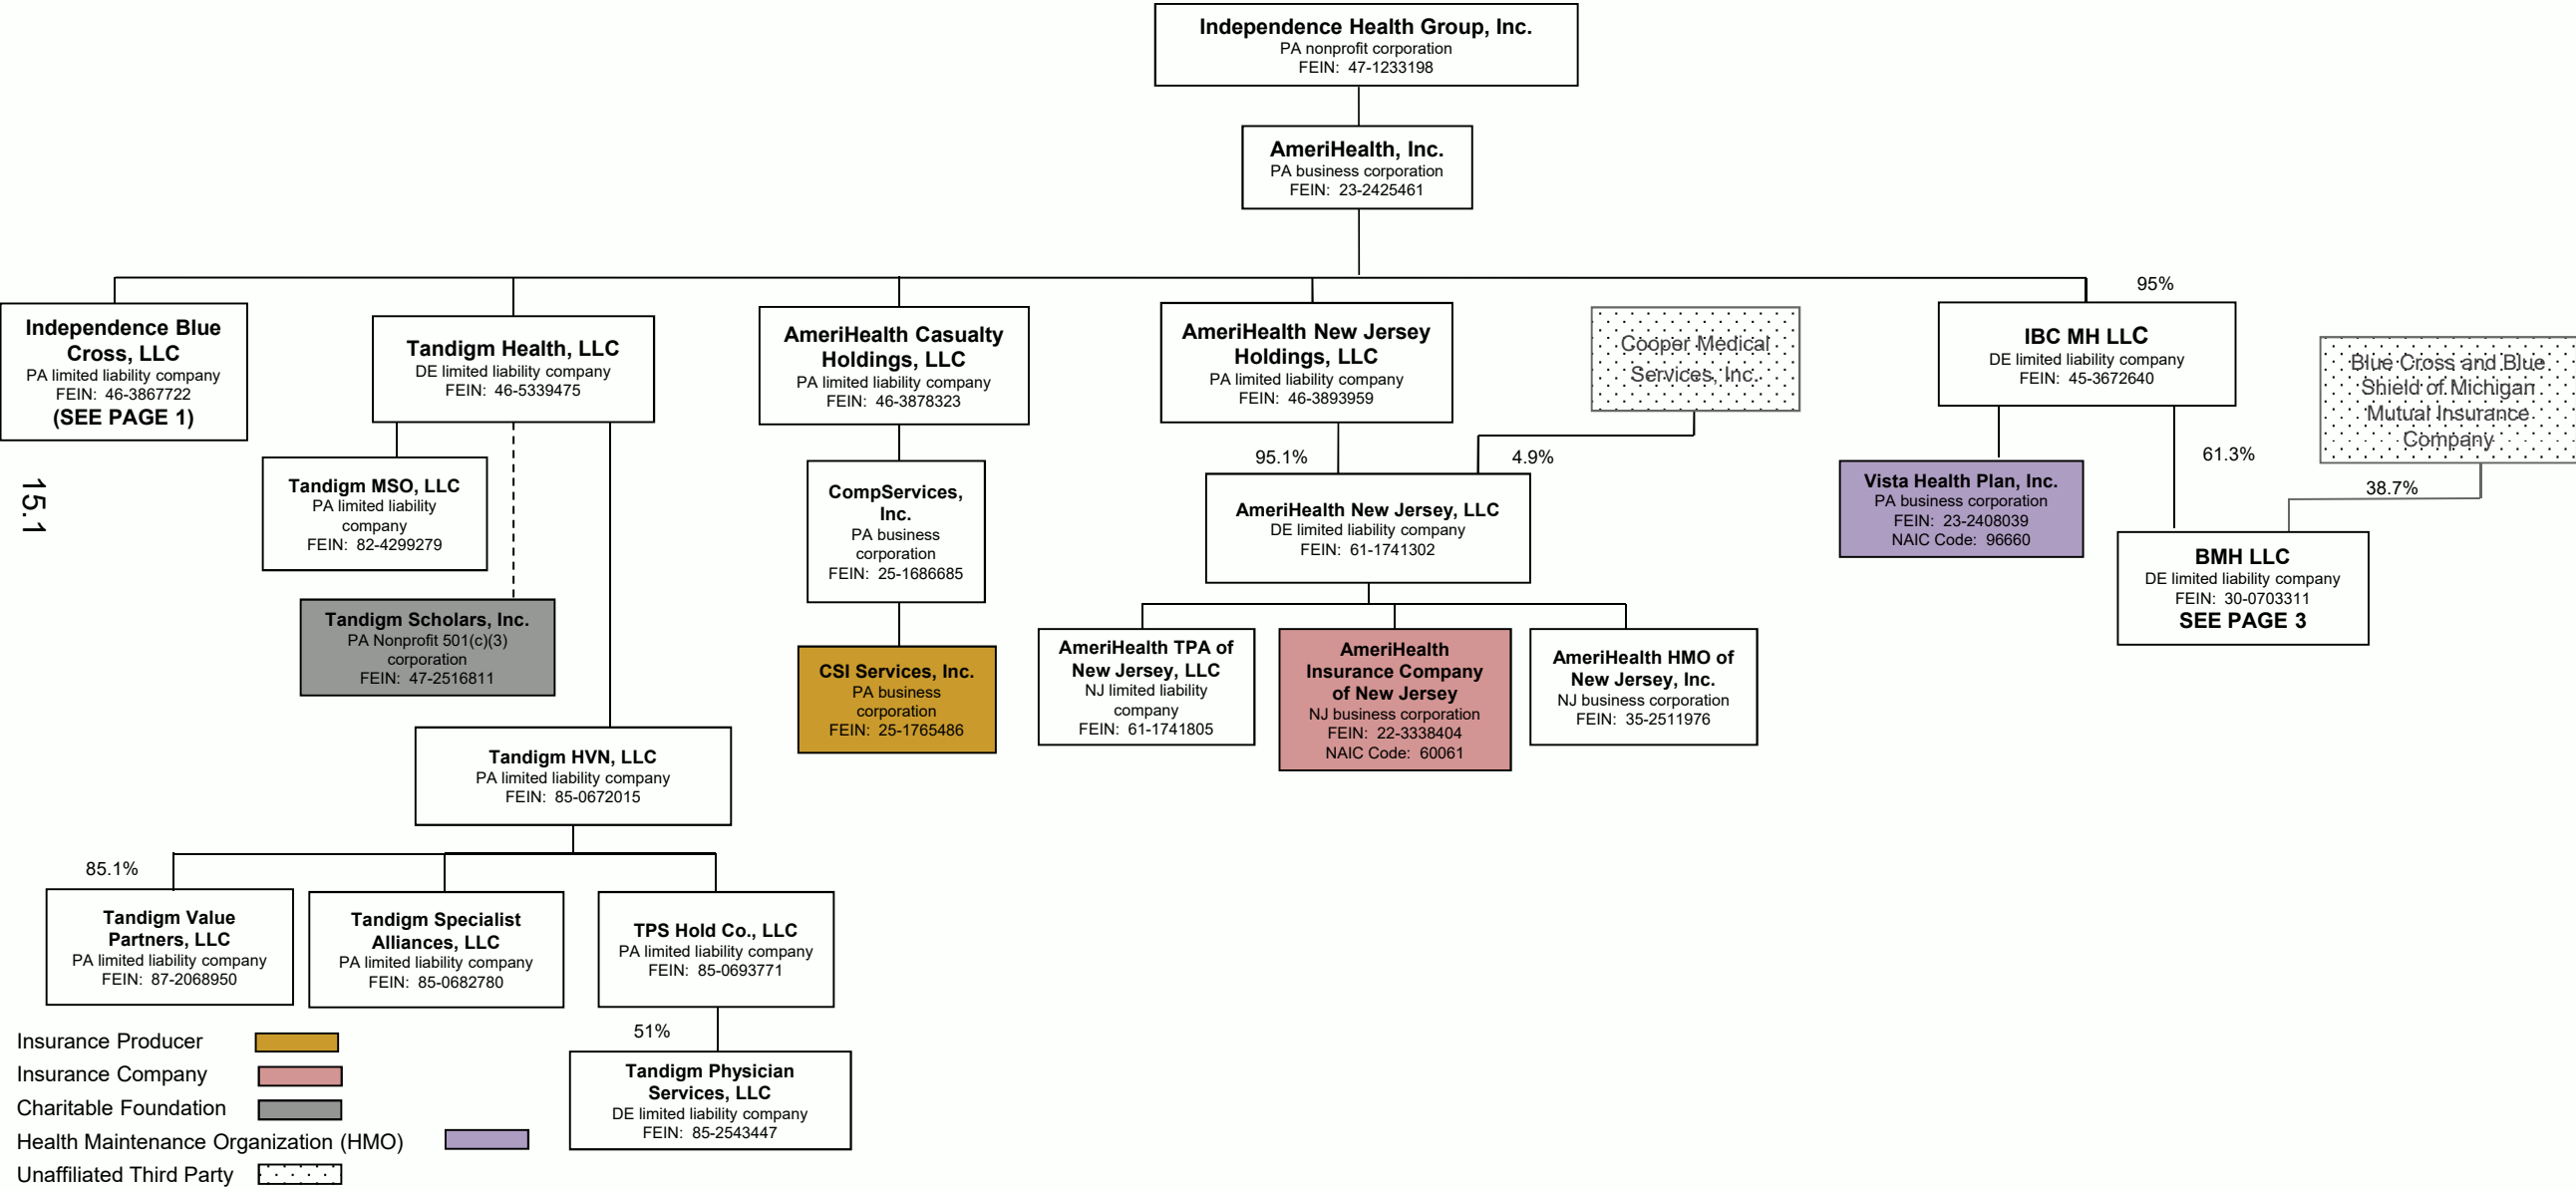 Independence Health Group, Inc.
PA nonprofit corporation
FEIN: 47-1233198
AmeriHealth, Inc.
PA business corporation
FEIN: 23-2425461
95%
Independence Blue
Cross, LLC
PA limited liability company
FEIN: 46-3867722
(SEE PAGE 1)
Tandigm Health, LLC
DE limited liability company
FEIN: 46-5339475
AmeriHealth Casualty
Holdings, LLC
PA limited liability company
FEIN: 46-3878323
AmeriHealth New Jersey
Holdings, LLC
PA limited liability company
FEIN: 46-3893959
Cooper Medical
Services, Inc.
IBC MH LLC
DE limited liability company
FEIN: 45-3672640
Blue Cross and Blue
Shield of Michigan
Mutual Insurance
Company
15.1
Tandigm MSO, LLC
PA limited liability
company
FEIN: 82-4299279
CompServices,
Inc.
PA business
corporation
FEIN: 25-1686685
95.1%
4.9%
AmeriHealth New Jersey, LLC
DE limited liability company
FEIN: 61-1741302
Vista Health Plan, Inc.
PA business corporation
FEIN: 23-2408039
NAIC Code: 96660
61.3%
38.7%
BMH LLC
DE limited liability company
FEIN: 30-0703311
SEE PAGE 3
Tandigm Scholars, Inc.
PA Nonprofit 501(c)(3)
corporation
FEIN: 47-2516811
CSI Services, Inc.
PA business
corporation
FEIN: 25-1765486
AmeriHealth TPA of
New Jersey, LLC
NJ limited liability
company
FEIN: 61-1741805
AmeriHealth
Insurance Company
of New Jersey
NJ business corporation
FEIN: 22-3338404
NAIC Code: 60061
AmeriHealth HMO of
New Jersey, Inc.
NJ business corporation
FEIN: 35-2511976
Tandigm HVN, LLC
PA limited liability company
FEIN: 85-0672015
85.1%
Tandigm Value
Partners, LLC
PA limited liability company
FEIN: 87-2068950
Tandigm Specialist
Alliances, LLC
PA limited liability company
FEIN: 85-0682780
TPS Hold Co., LLC
PA limited liability company
FEIN: 85-0693771
51%
Tandigm Physician
Services, LLC
DE limited liability company
FEIN: 85-2543447
Insurance Producer
Insurance Company
Charitable Foundation
Health Maintenance Organization (HMO)
Unaffiliated Third Party